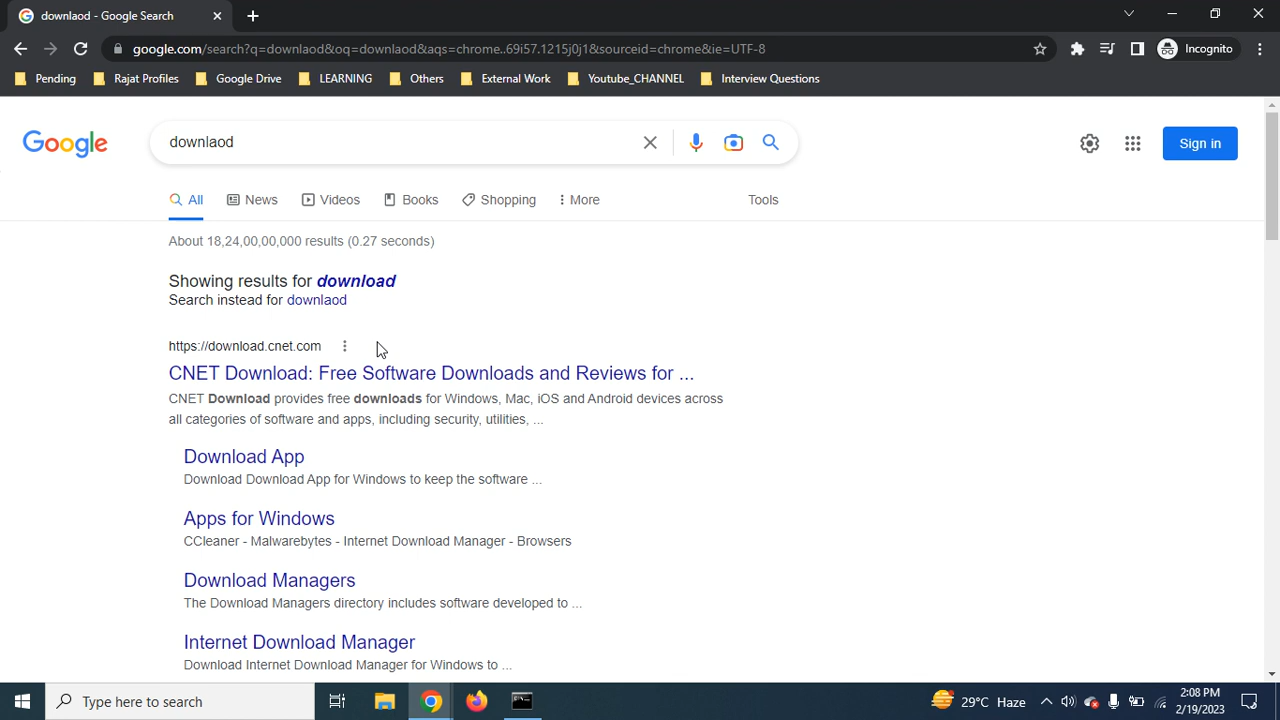 downlaod - Google Search
google.com/search?q=downlaod&oq=downlaod&aqs=chrome..69i57.1215j0j1&sourceid=chrome&ie=UTF-8
Incognito
Pending Rajat Profiles Google Drive LEARNING Others External Work Youtube_CHANNEL Interview Questions
Google downlaod Sign in
All News Videos Books Shopping More Tools
About 18,24,00,00,000 results (0.27 seconds)
Showing results for download
Search instead for downlaod
https://download.cnet.com
CNET Download: Free Software Downloads and Reviews for ...
CNET Download provides free downloads for Windows, Mac, iOS and Android devices across
all categories of software and apps, including security, utilities, ...
Download App
Download Download App for Windows to keep the software ...
Apps for Windows
CCleaner - Malwarebytes - Internet Download Manager - Browsers
Download Managers
The Download Managers directory includes software developed to ...
Internet Download Manager
Download Internet Download Manager for Windows to ...
Type here to search
29°C Haze
2:08 PM
2/19/2023